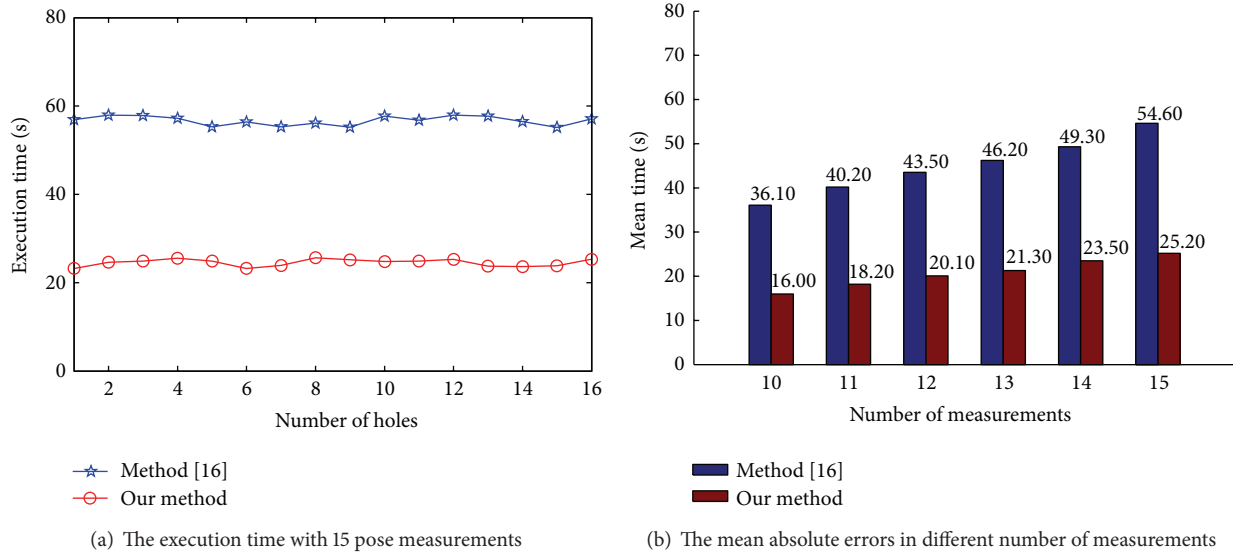 80
60
40
20
0
Execution time (s)
2 4 6 8 10 12 14 16
Number of holes
Method [16]
Our method
(a) The execution time with 15 pose measurements
80
70
60
50
40
30
20
10
0
Mean time (s)
36.10
16.00
40.20
18.20
43.50
20.10
46.20
21.30
49.30
23.50
54.60
25.20
10 11 12 13 14 15
Number of measurements
Method [16]
Our method
(b) The mean absolute errors in different number of measurements